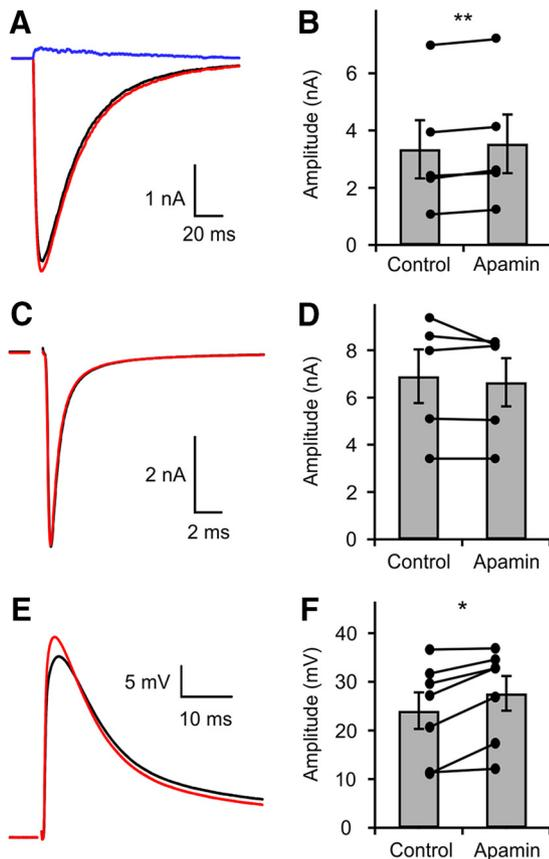 A
1 nA
20 ms
B
**
Amplitude (nA)
6
4
2
0
Control Apamin
C
2 nA
2 ms
D
Amplitude (nA)
8
6
4
2
0
Control Apamin
E
5 mV
10 ms
F
*
Amplitude (mV)
40
30
20
10
0
Control Apamin